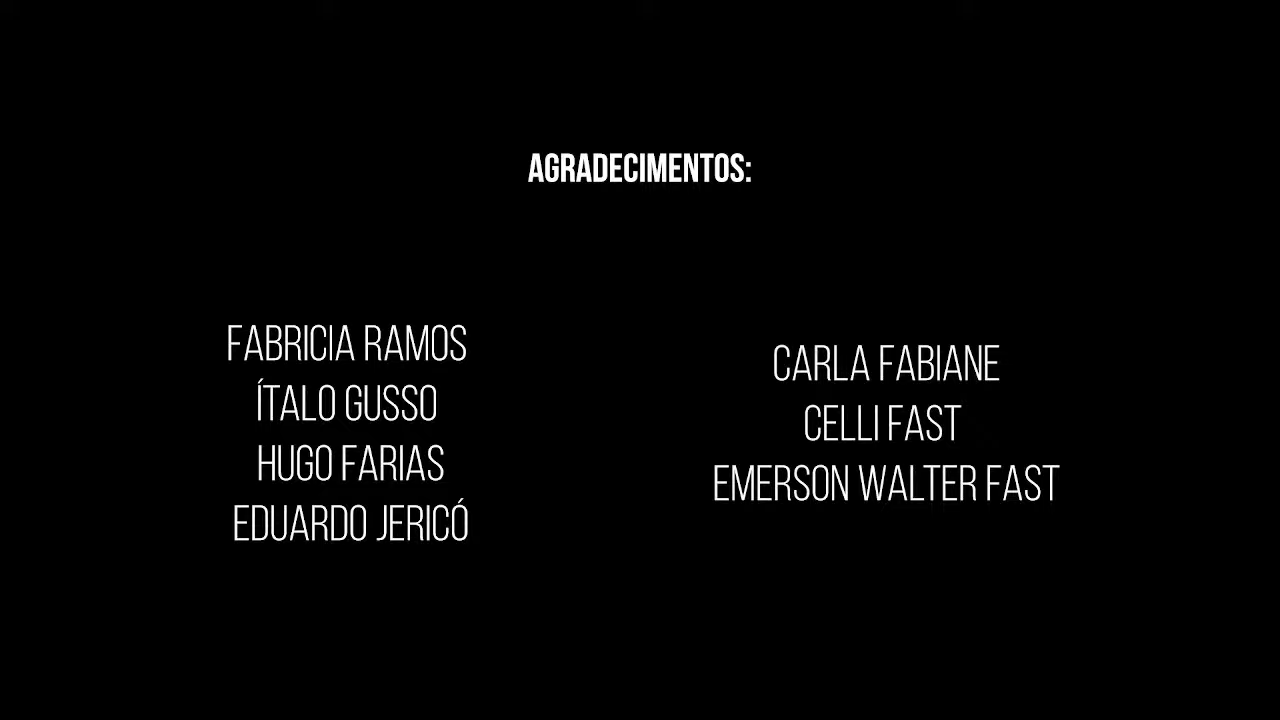 AGRADECIMENTOS:
FABRICIA RAMOS
ÍTALO GUSSO
HUGO FARIAS
EDUARDO JERICÓ
CARLA FABIANE
CELLI FAST
EMERSON WALTER FAST